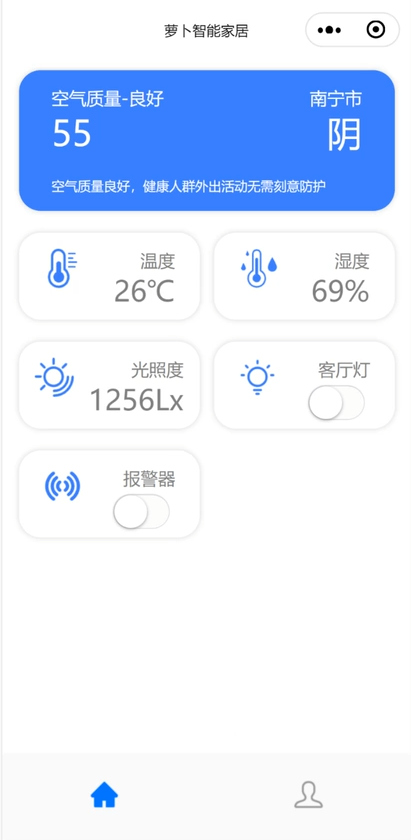 萝卜智能家居
空气质量-良好 南宁市
55 阴
空气质量良好，健康人群外出活动无需刻意防护
温度 湿度
26℃ 69%
光照度 客厅灯
1256Lx
报警器